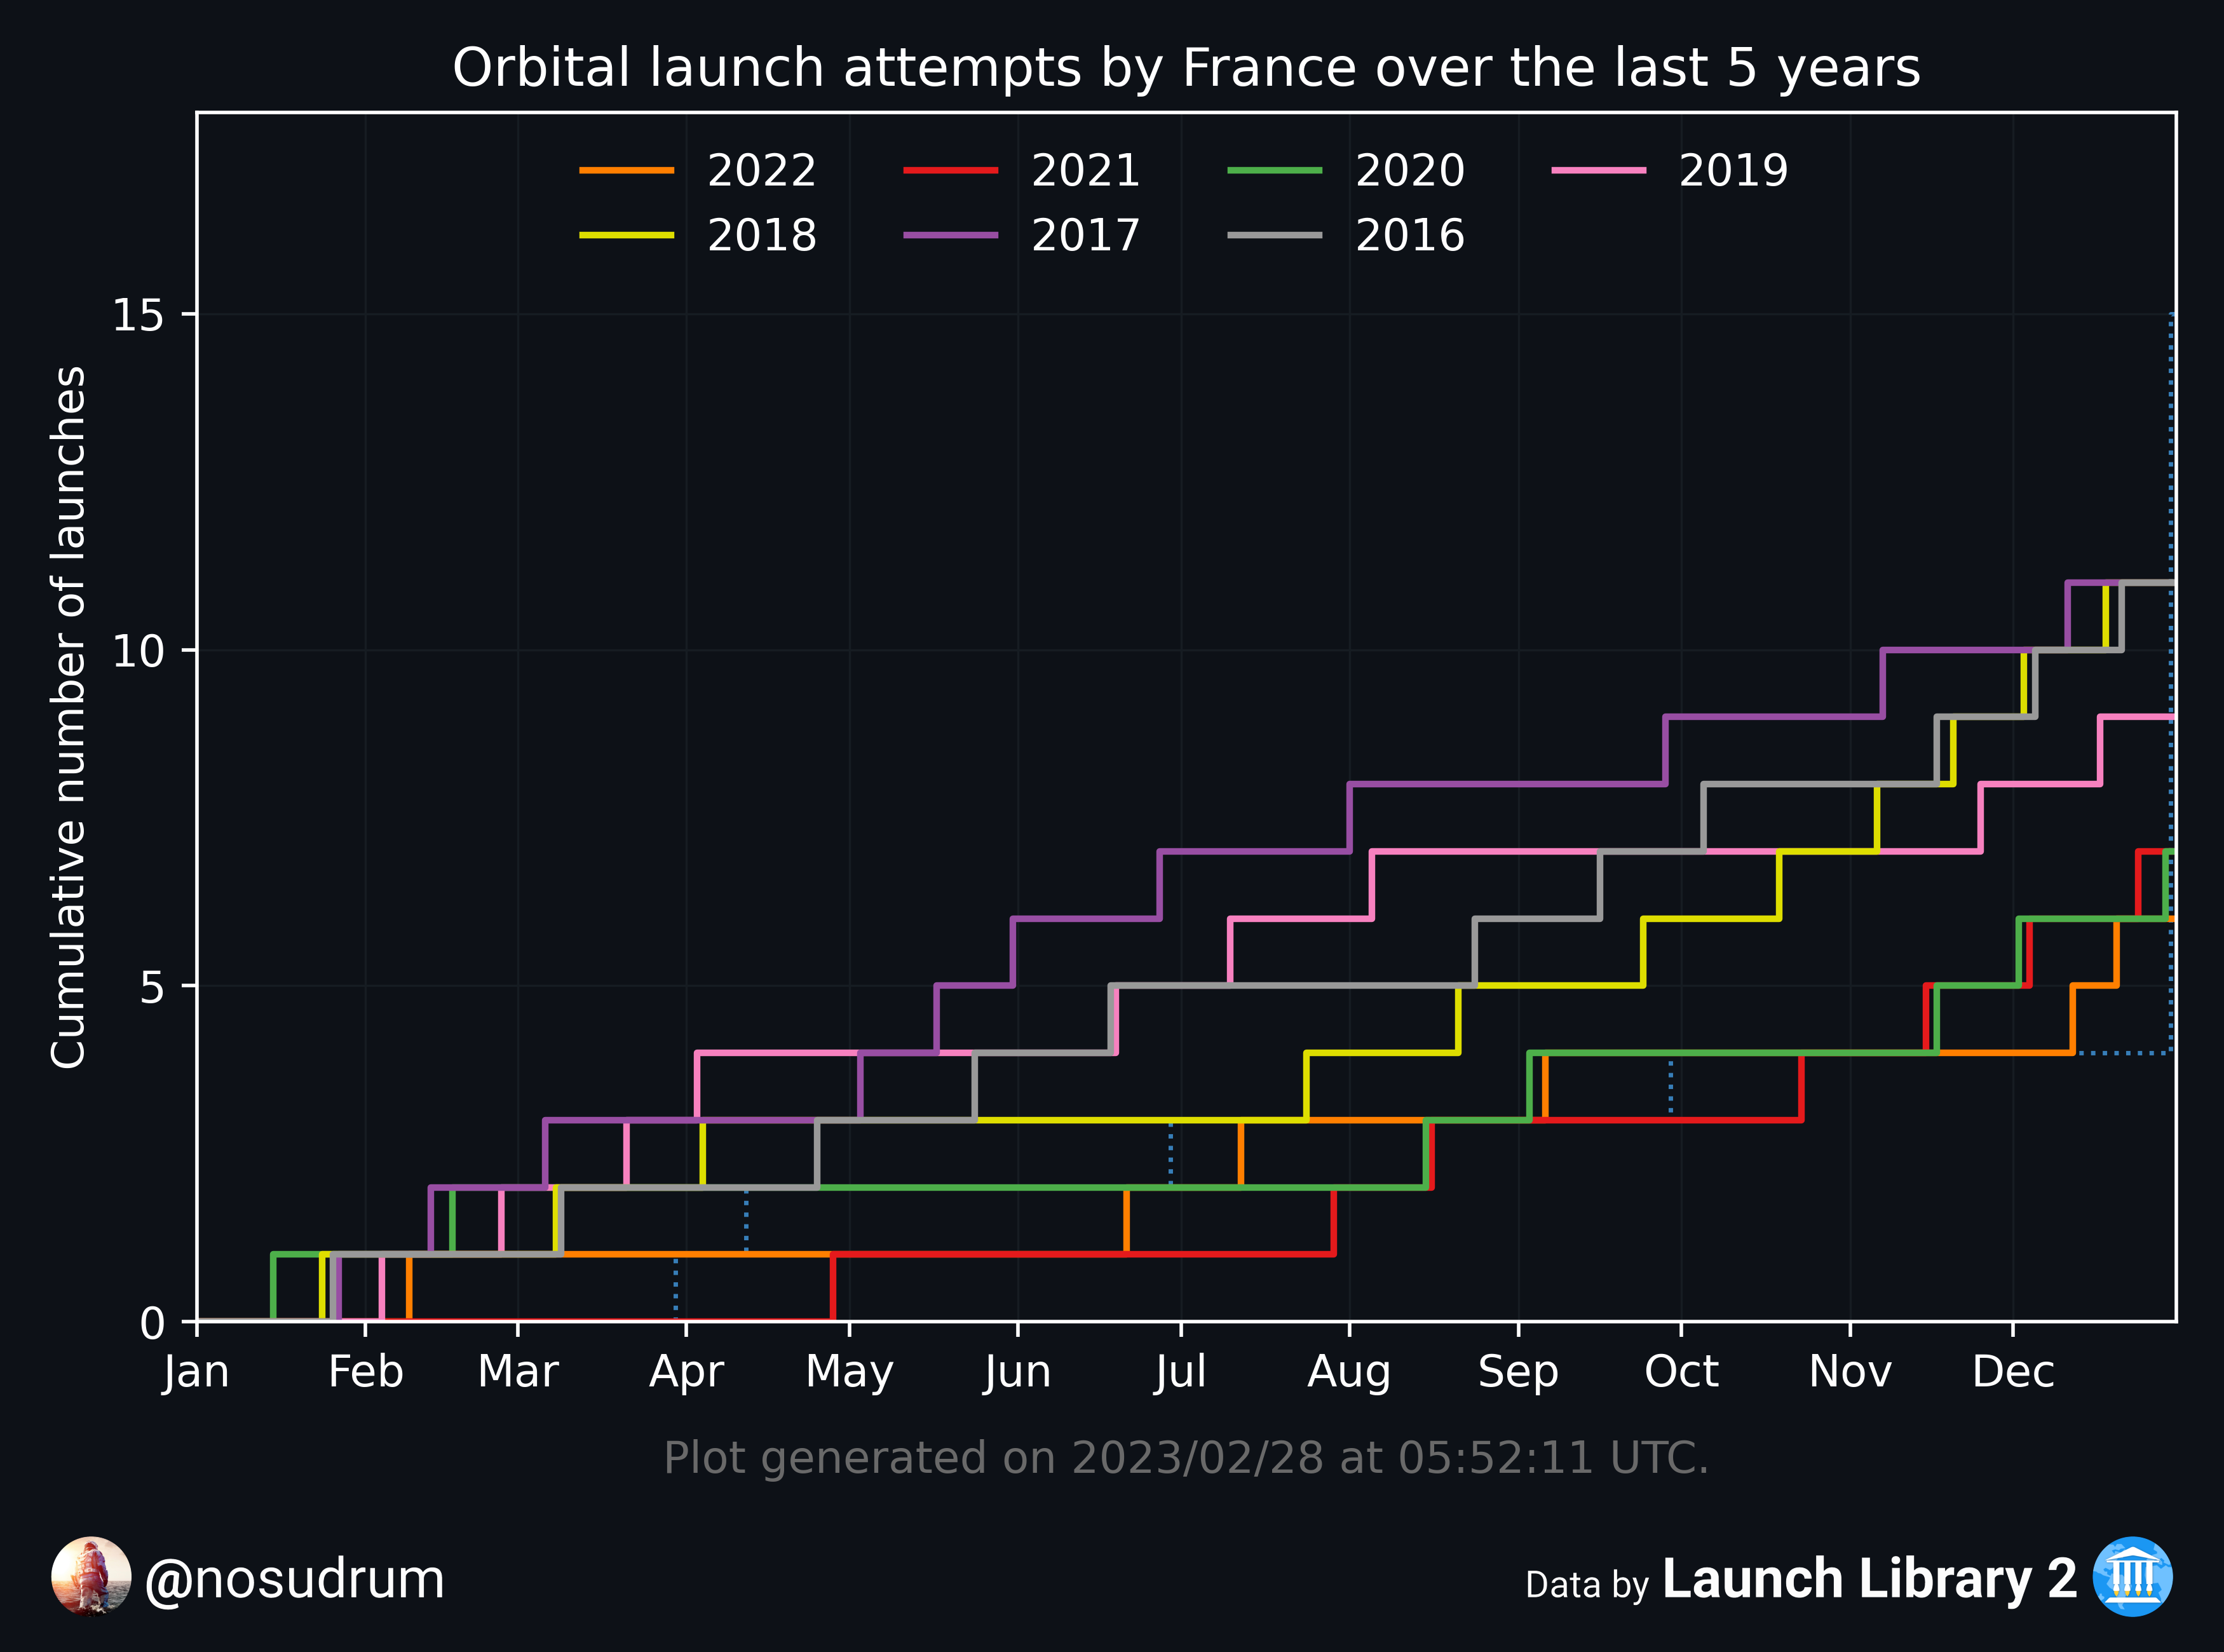 Orbital launch attempts by France over the last 5 years
2022 2021 2020 2019
2018 2017 2016
Cumulative number of launches
15
10
5
0
Jan Feb Mar Apr May Jun Jul Aug Sep Oct Nov Dec
Plot generated on 2023/02/28 at 05:52:11 UTC.
@nosudrum
Data by Launch Library 2